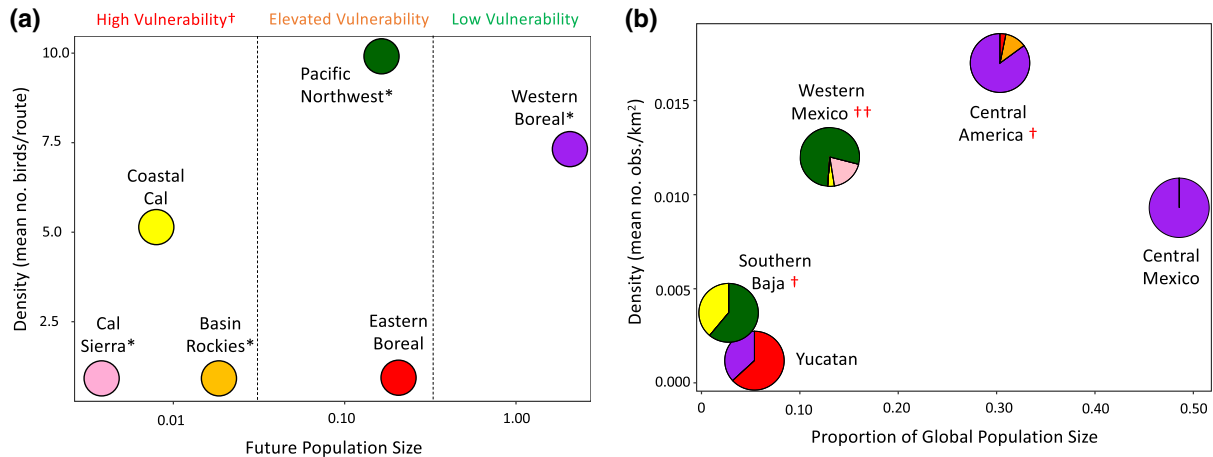 (a)
High Vulnerability† Elevated Vulnerability Low Vulnerability
Density (mean no. birds/route)
10.0
7.5
5.0
2.5
Pacific
Northwest*
Western
Boreal*
Coastal
Cal
Cal
Sierra*
Basin
Rockies*
Eastern
Boreal
0.01 0.10 1.00
Future Population Size
(b)
Density (mean no. obs./km²)
0.015
0.010
0.005
0.000
Western
Mexico ††
Central
America †
Central
Mexico
Southern
Baja †
Yucatan
0 0.10 0.20 0.30 0.40 0.50
Proportion of Global Population Size